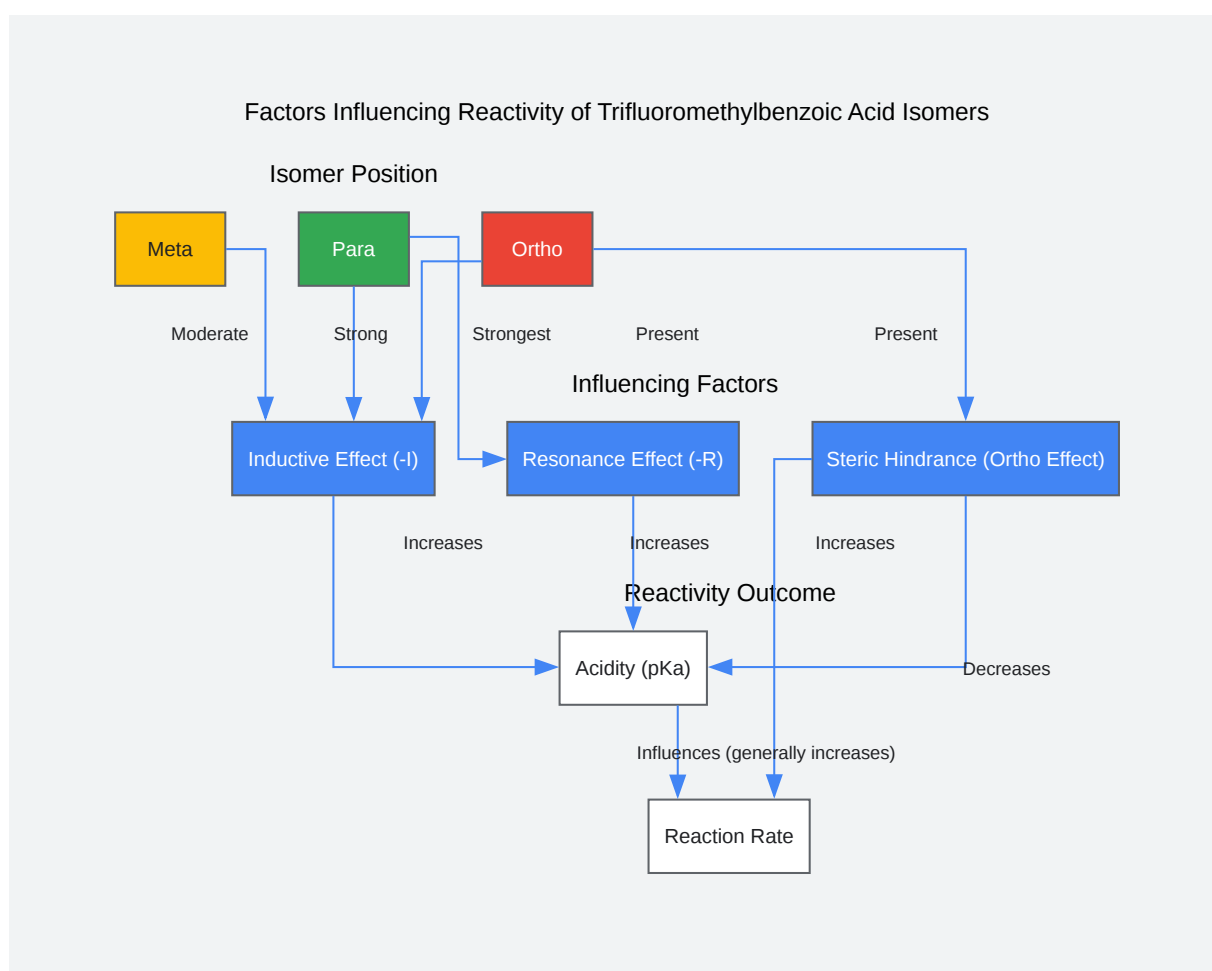 Factors Influencing Reactivity of Trifluoromethylbenzoic Acid Isomers
Isomer Position
Meta
Para
Ortho
Moderate
Strong
Strongest
Present
Present
Influencing Factors
Inductive Effect (-I)
Resonance Effect (-R)
Steric Hindrance (Ortho Effect)
Increases
Increases
Increases
Reactivity Outcome
Acidity (pKa)
Decreases
Influences (generally increases)
Reaction Rate